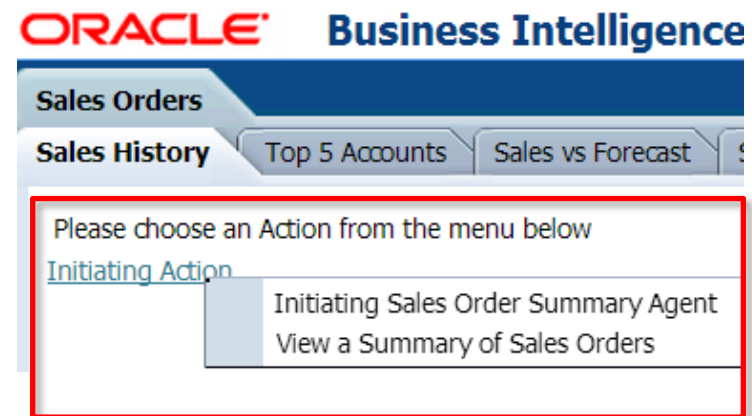 ORACLE Business Intelligence
Sales Orders
Sales History Top 5 Accounts Sales vs Forecast
Please choose an Action from the menu below
Initiating Action
Initiating Sales Order Summary Agent
View a Summary of Sales Orders